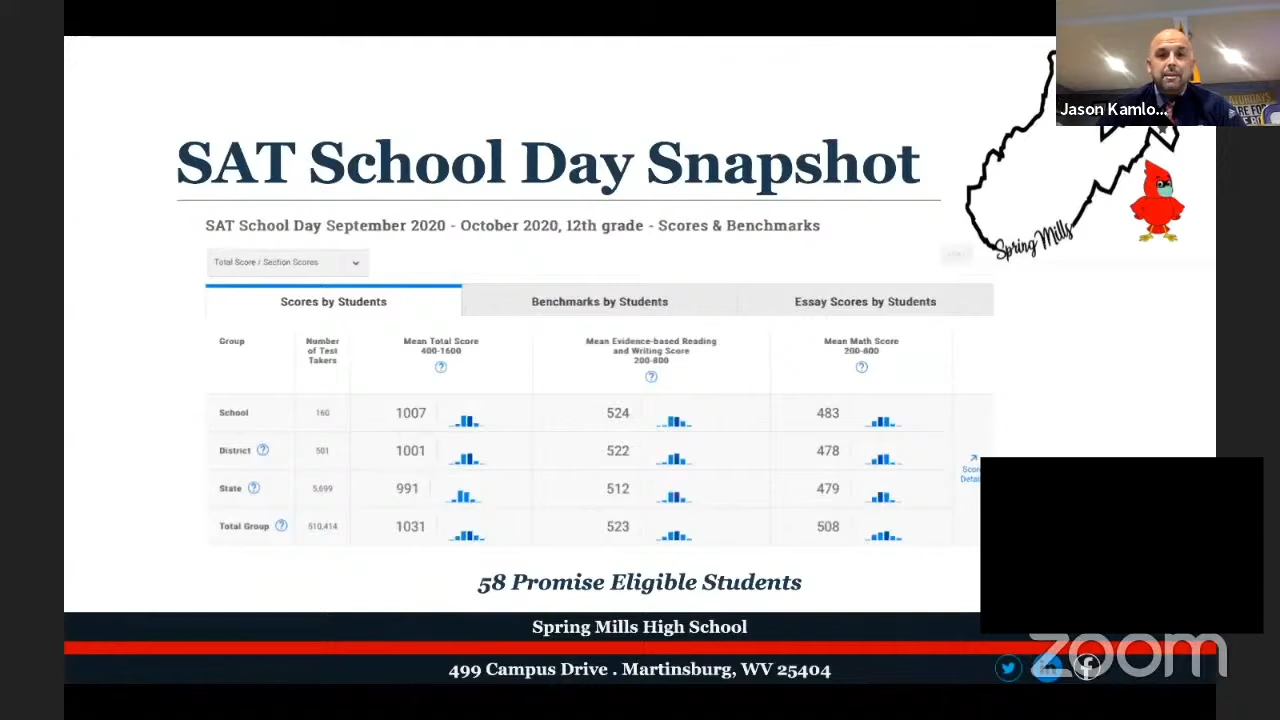 Jason Kamlo...
SAT School Day Snapshot
Spring Mills
SAT School Day September 2020 - October 2020, 12th grade - Scores & Benchmarks
Total Score / Section Scores
Scores by Students
Benchmarks by Students
Essay Scores by Students
Group
Number of Test Takers
Mean Total Score
400-1600
Mean Evidence-based Reading
and Writing Score
200-800
Mean Math Score
200-800
School 160 1007 524 483
District 501 1001 522 478
State 5,699 991 512 479
Total Group 510,414 1031 523 508
58 Promise Eligible Students
Spring Mills High School
499 Campus Drive . Martinsburg, WV 25404
zoom